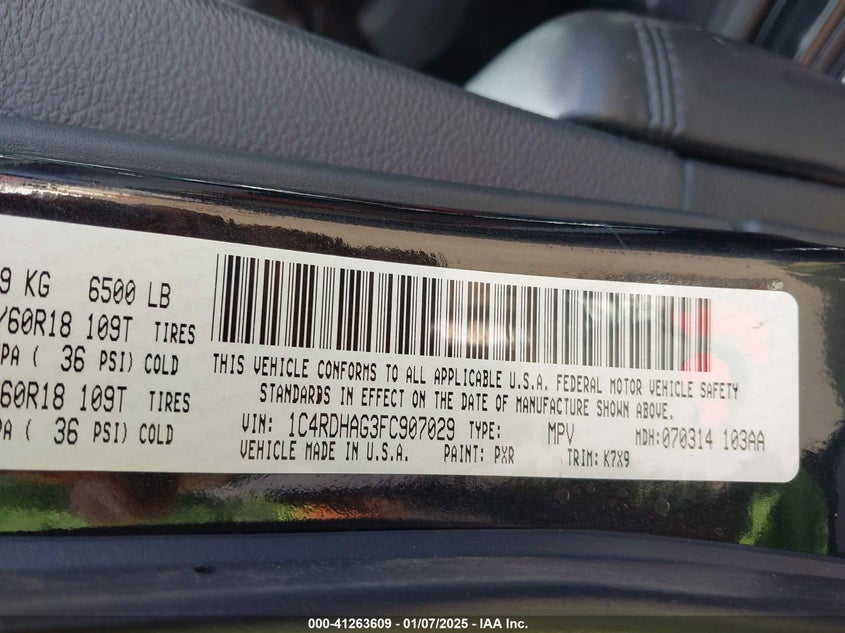 9 KG 6500 LB
/60R18 109T TIRES
PA ( 36 PSI) COLD
60R18 109T TIRES
PA ( 36 PSI) COLD
THIS VEHICLE CONFORMS TO ALL APPLICABLE U.S.A. FEDERAL MOTOR VEHICLE SAFETY
STANDARDS IN EFFECT ON THE DATE OF MANUFACTURE SHOWN ABOVE.
VIN: 1C4RDHAG3FC907029 TYPE: MPV MDH:070314 103AA
VEHICLE MADE IN U.S.A. PAINT: PXR TRIM: K7X9
000-41263609 - 01/07/2025 - IAA Inc.